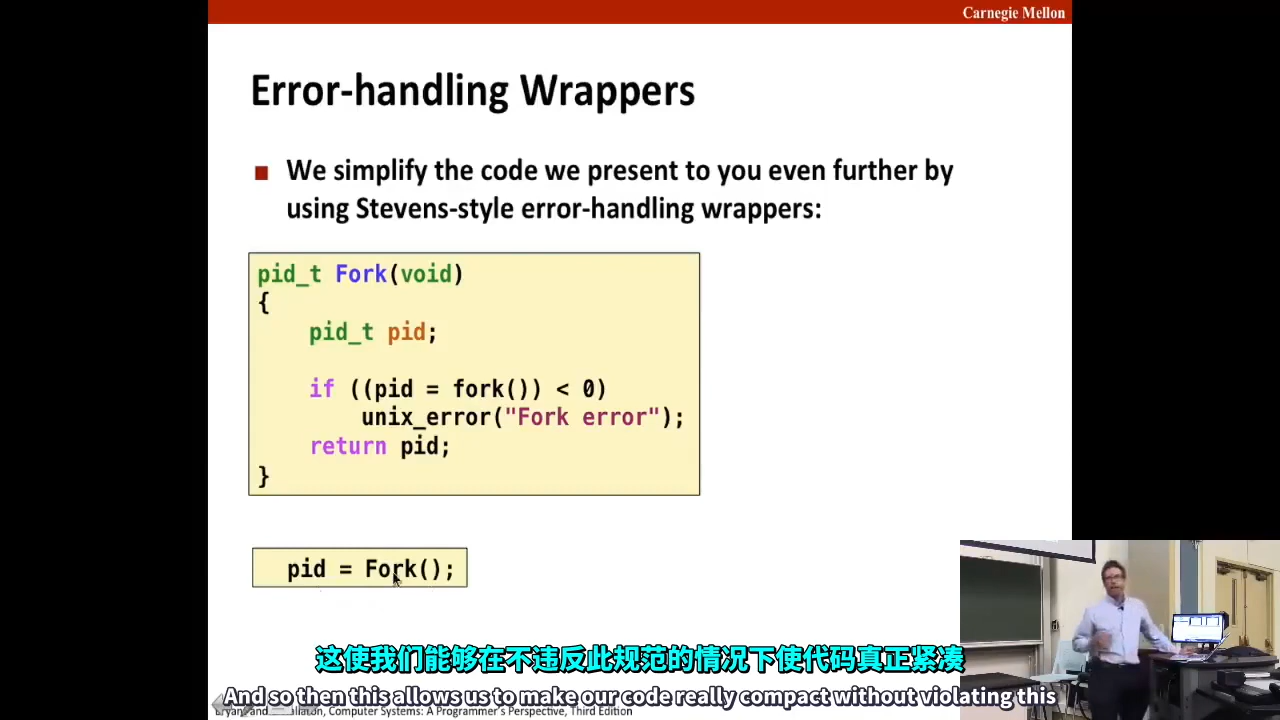 Carnegie Mellon
Error-handling Wrappers
■ We simplify the code we present to you even further by
using Stevens-style error-handling wrappers:
pid_t Fork(void)
{
    pid_t pid;

    if ((pid = fork()) < 0)
        unix_error("Fork error");
    return pid;
}
pid = Fork();
这使我们能够在不违反此规范的情况下使代码真正紧凑
And so then this allows us to make our code really compact without violating this
Computer Systems: A Programmer's Perspective, Third Edition